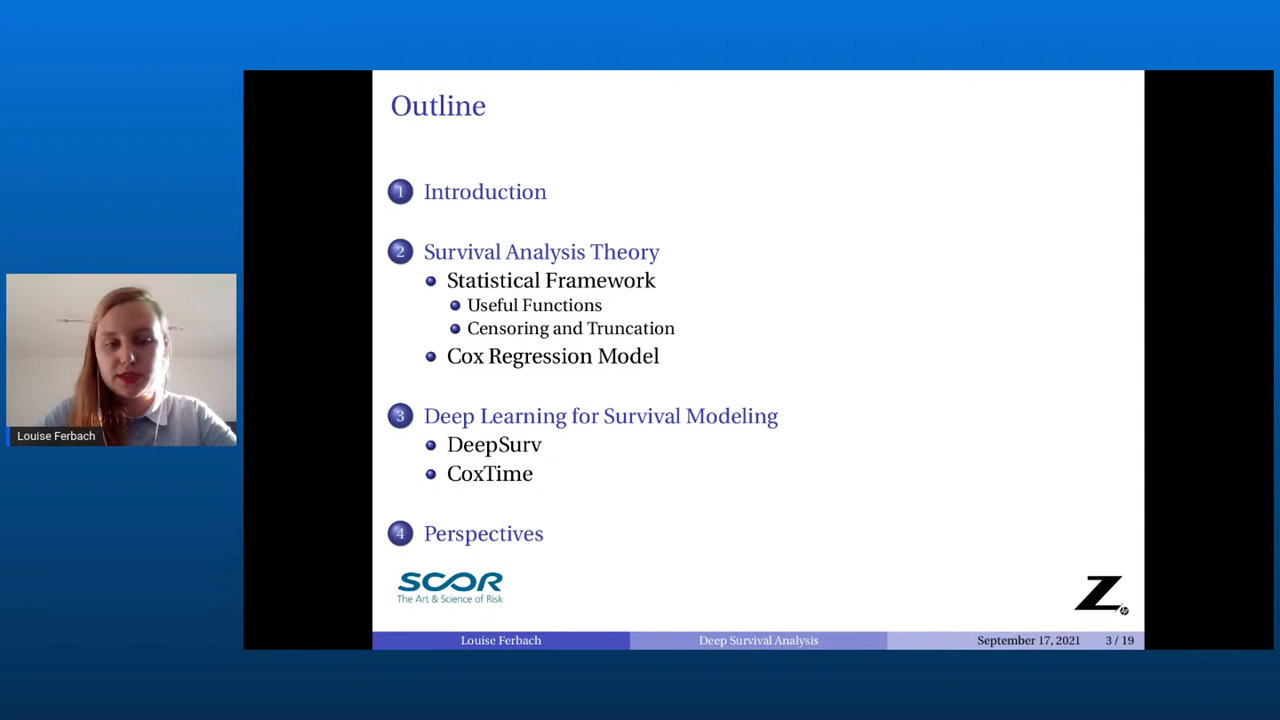 Outline
1 Introduction
2 Survival Analysis Theory
Statistical Framework
Useful Functions
Censoring and Truncation
Cox Regression Model
3 Deep Learning for Survival Modeling
DeepSurv
CoxTime
4 Perspectives
SCOR
The Art & Science of Risk
Z
hp
Louise Ferbach
Deep Survival Analysis
September 17, 2021
3 / 19
Louise Ferbach